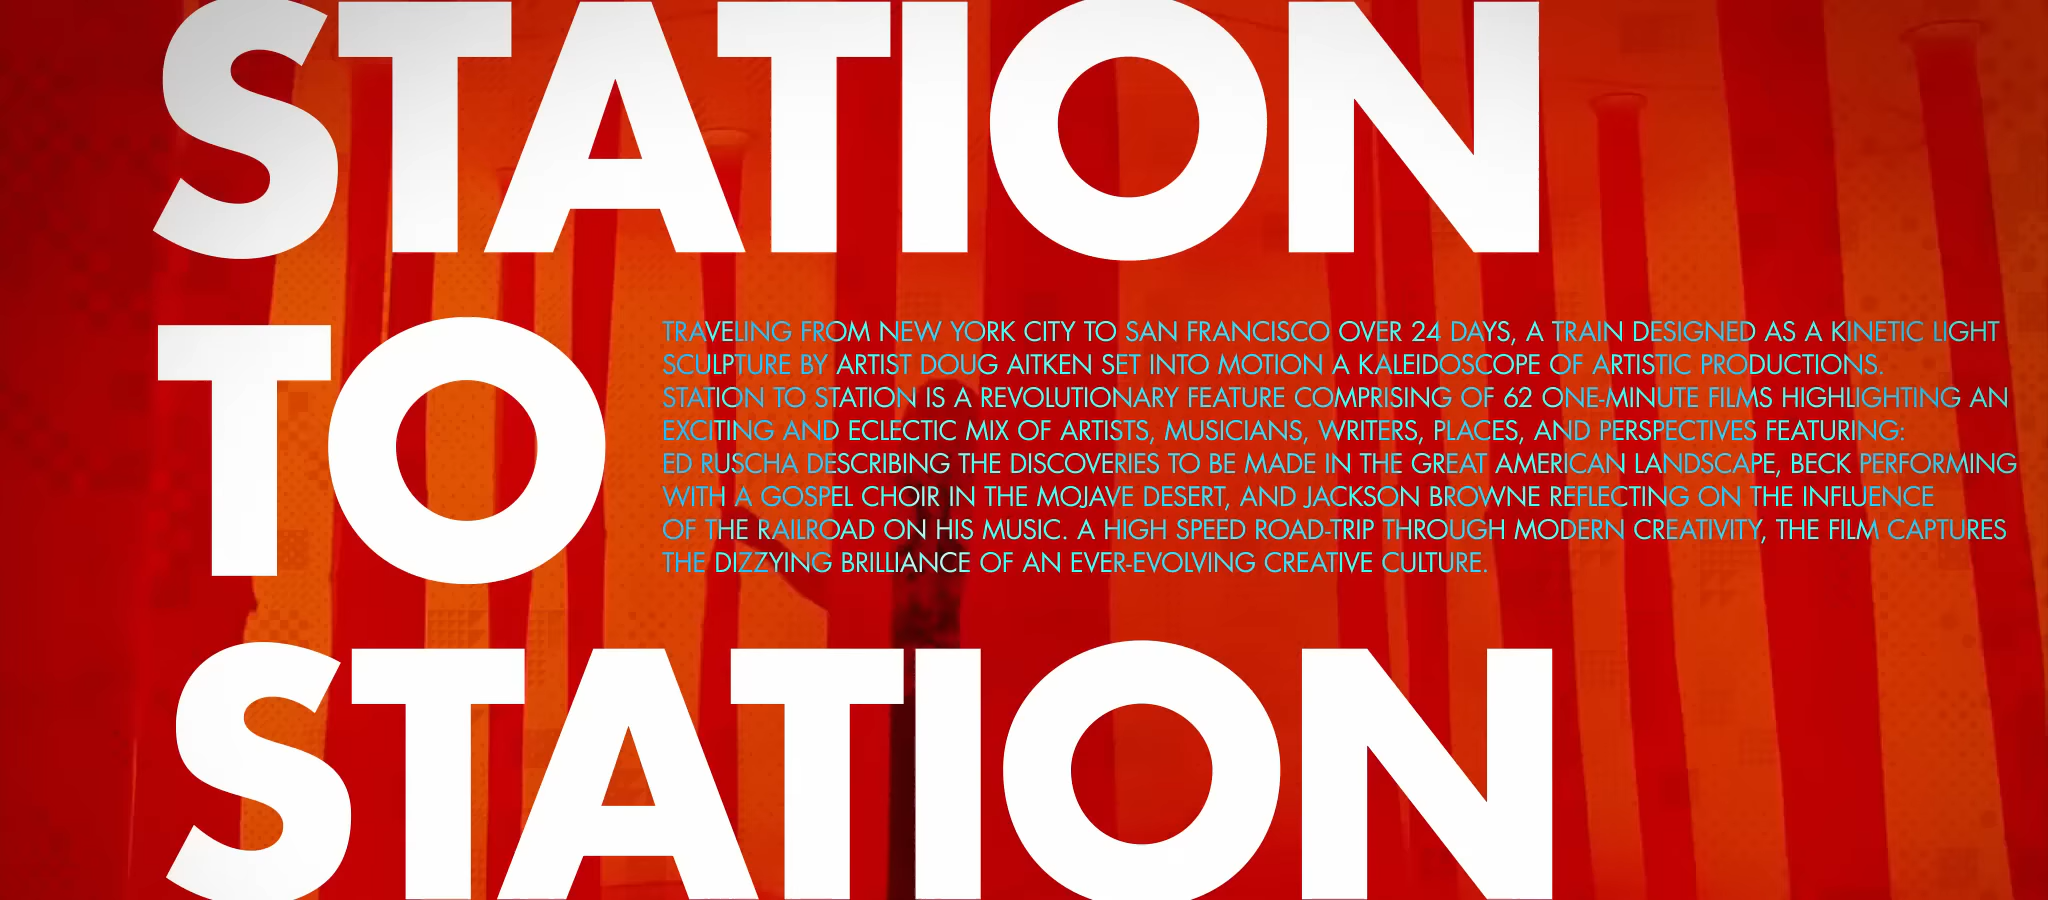 STATION
TO
TRAVELING FROM NEW YORK CITY TO SAN FRANCISCO OVER 24 DAYS, A TRAIN DESIGNED AS A KINETIC LIGHT
SCULPTURE BY ARTIST DOUG AITKEN SET INTO MOTION A KALEIDOSCOPE OF ARTISTIC PRODUCTIONS.
STATION TO STATION IS A REVOLUTIONARY FEATURE COMPRISING OF 62 ONE-MINUTE FILMS HIGHLIGHTING AN
EXCITING AND ECLECTIC MIX OF ARTISTS, MUSICIANS, WRITERS, PLACES, AND PERSPECTIVES FEATURING:
ED RUSCHA DESCRIBING THE DISCOVERIES TO BE MADE IN THE GREAT AMERICAN LANDSCAPE, BECK PERFORMING
WITH A GOSPEL CHOIR IN THE MOJAVE DESERT, AND JACKSON BROWNE REFLECTING ON THE INFLUENCE
OF THE RAILROAD ON HIS MUSIC. A HIGH SPEED ROAD-TRIP THROUGH MODERN CREATIVITY, THE FILM CAPTURES
THE DIZZYING BRILLIANCE OF AN EVER-EVOLVING CREATIVE CULTURE.
STATION